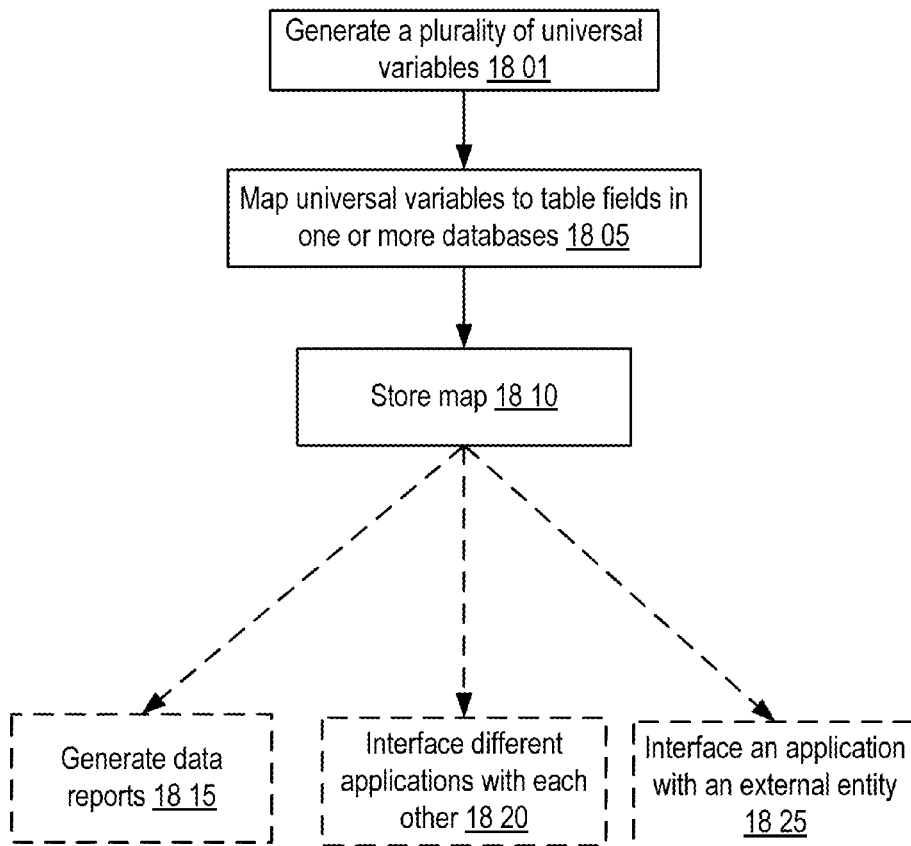 Generate a plurality of universal
variables 18 01
Map universal variables to table fields in
one or more databases 18 05
Store map 18 10
Generate data
reports 18 15
Interface different
applications with each
other 18 20
Interface an application
with an external entity
18 25